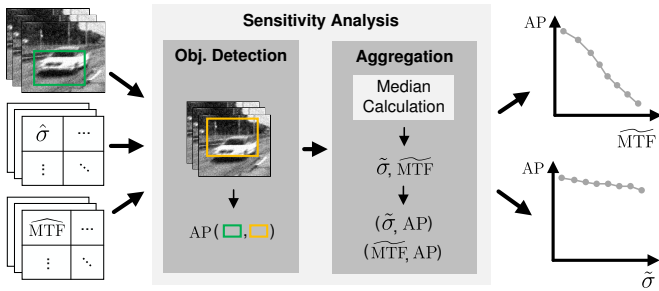 Sensitivity Analysis
Obj. Detection
Aggregation
Median
Calculation
σ̂ ⋯
⋮ ⋱
M͡TF ⋯
⋮ ⋱
AP( , )
σ̃, M͠TF
(σ̃, AP)
(M͠TF, AP)
AP
M͠TF
AP
σ̃